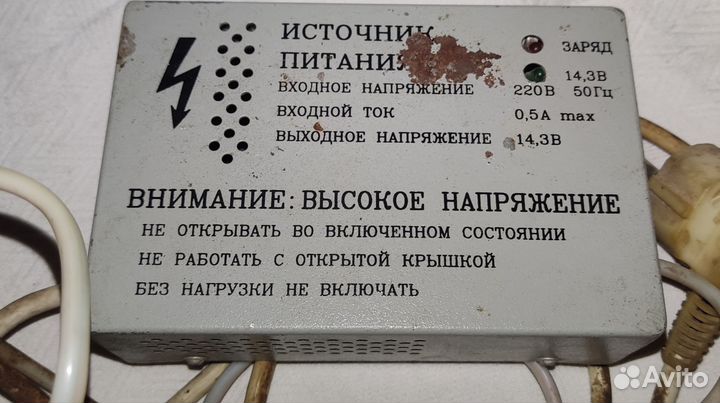 ИСТОЧНИК
ПИТАНИЯ
ЗАРЯД
14,3В
ВХОДНОЕ НАПРЯЖЕНИЕ 220В 50Гц
ВХОДНОЙ ТОК 0,5А max
ВЫХОДНОЕ НАПРЯЖЕНИЕ 14,3В
ВНИМАНИЕ: ВЫСОКОЕ НАПРЯЖЕНИЕ
НЕ ОТКРЫВАТЬ ВО ВКЛЮЧЕННОМ СОСТОЯНИИ
НЕ РАБОТАТЬ С ОТКРЫТОЙ КРЫШКОЙ
БЕЗ НАГРУЗКИ НЕ ВКЛЮЧАТЬ
Avito